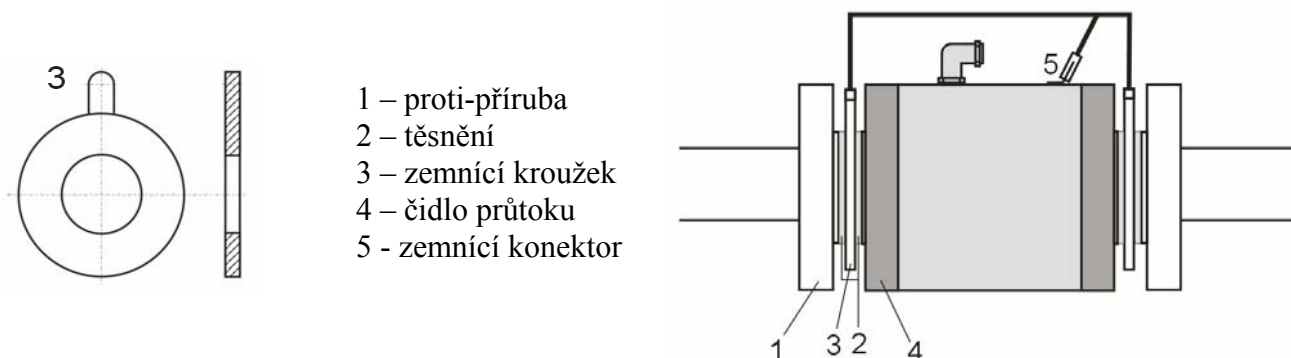 3
1 – proti-příruba
2 – těsnění
3 – zemnící kroužek
4 – čidlo průtoku
5 - zemnící konektor
5
1 3 2 4